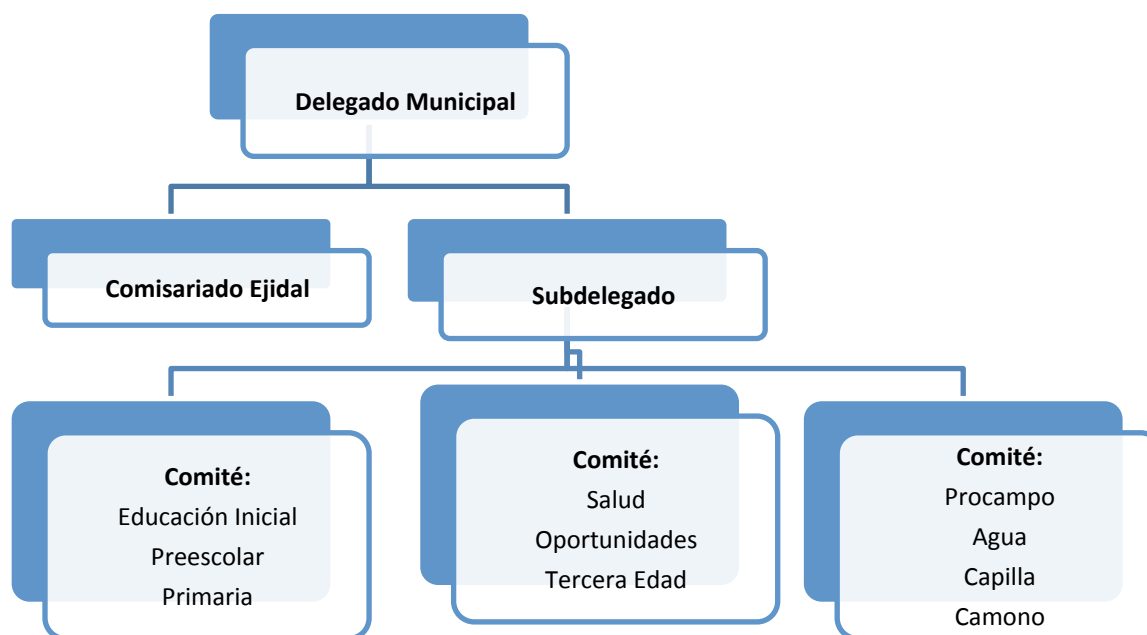 Delegado Municipal
Comisariado Ejidal
Subdelegado
Comité:
Educación Inicial
Preescolar
Primaria
Comité:
Salud
Oportunidades
Tercera Edad
Comité:
Procampo
Agua
Capilla
Camono